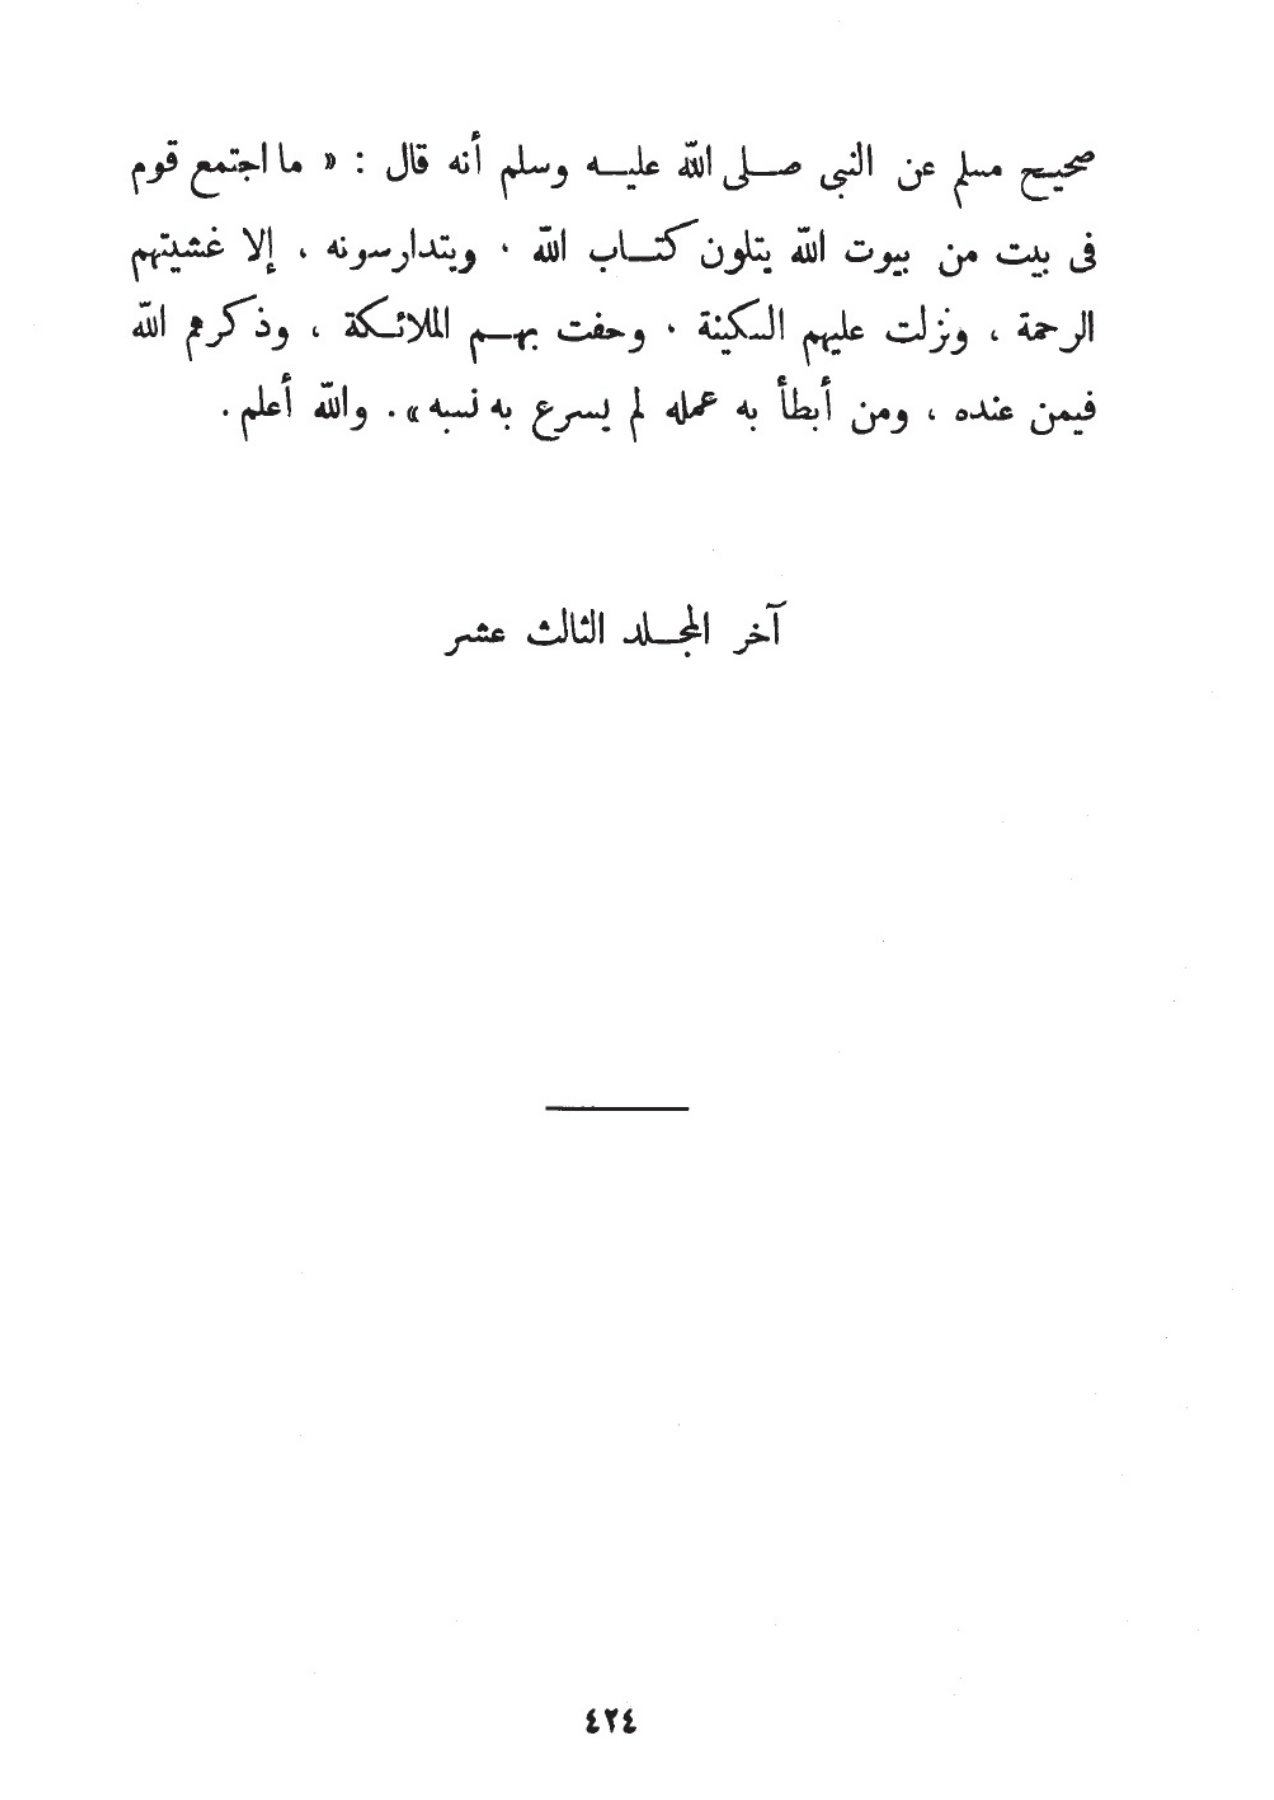 صحيح مسلم عن النبى صلى الله عليه وسلم أنه قال : « ما اجتمع قوم
فى بيت من بيوت الله يتلون كتاب الله ، ويتدارسونه ، إلا غشيتهم
الرحمة ، ونزلت عليهم السكينة ، وحفت بهم الملائكة ، وذكرهم الله
فيمن عنده ، ومن أبطأ به عمله لم يسرع به نسبه » . والله أعلم .
آخر المجلد الثالث عشر
٤٢٤